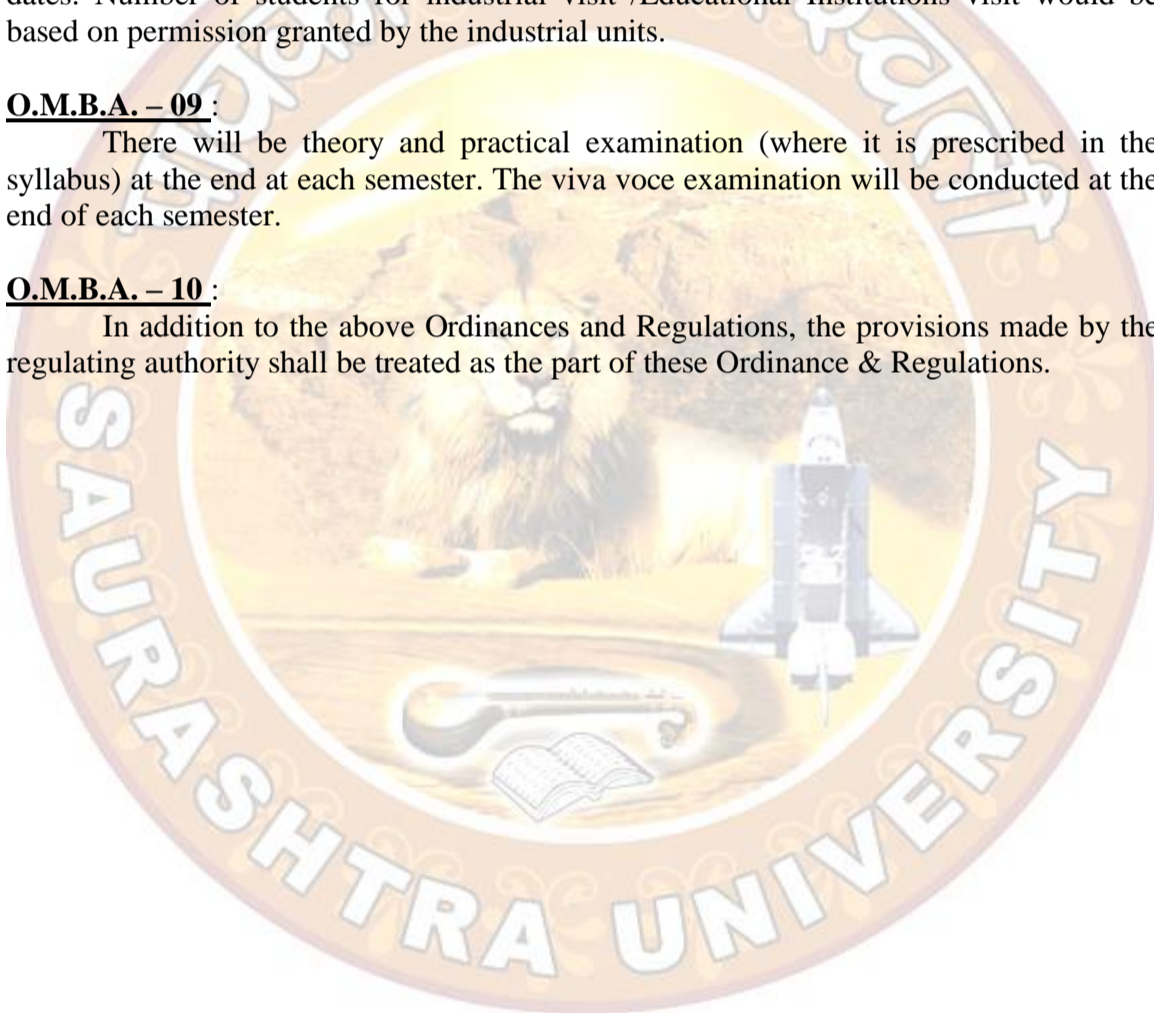 dates. Number of students for industrial visit /Educational Institutions visit would be
based on permission granted by the industrial units.
O.M.B.A. – 09 :
There will be theory and practical examination (where it is prescribed in the
syllabus) at the end at each semester. The viva voce examination will be conducted at the
end of each semester.
O.M.B.A. – 10 :
In addition to the above Ordinances and Regulations, the provisions made by the
regulating authority shall be treated as the part of these Ordinance & Regulations.
SAURASHTRA UNIVERSITY